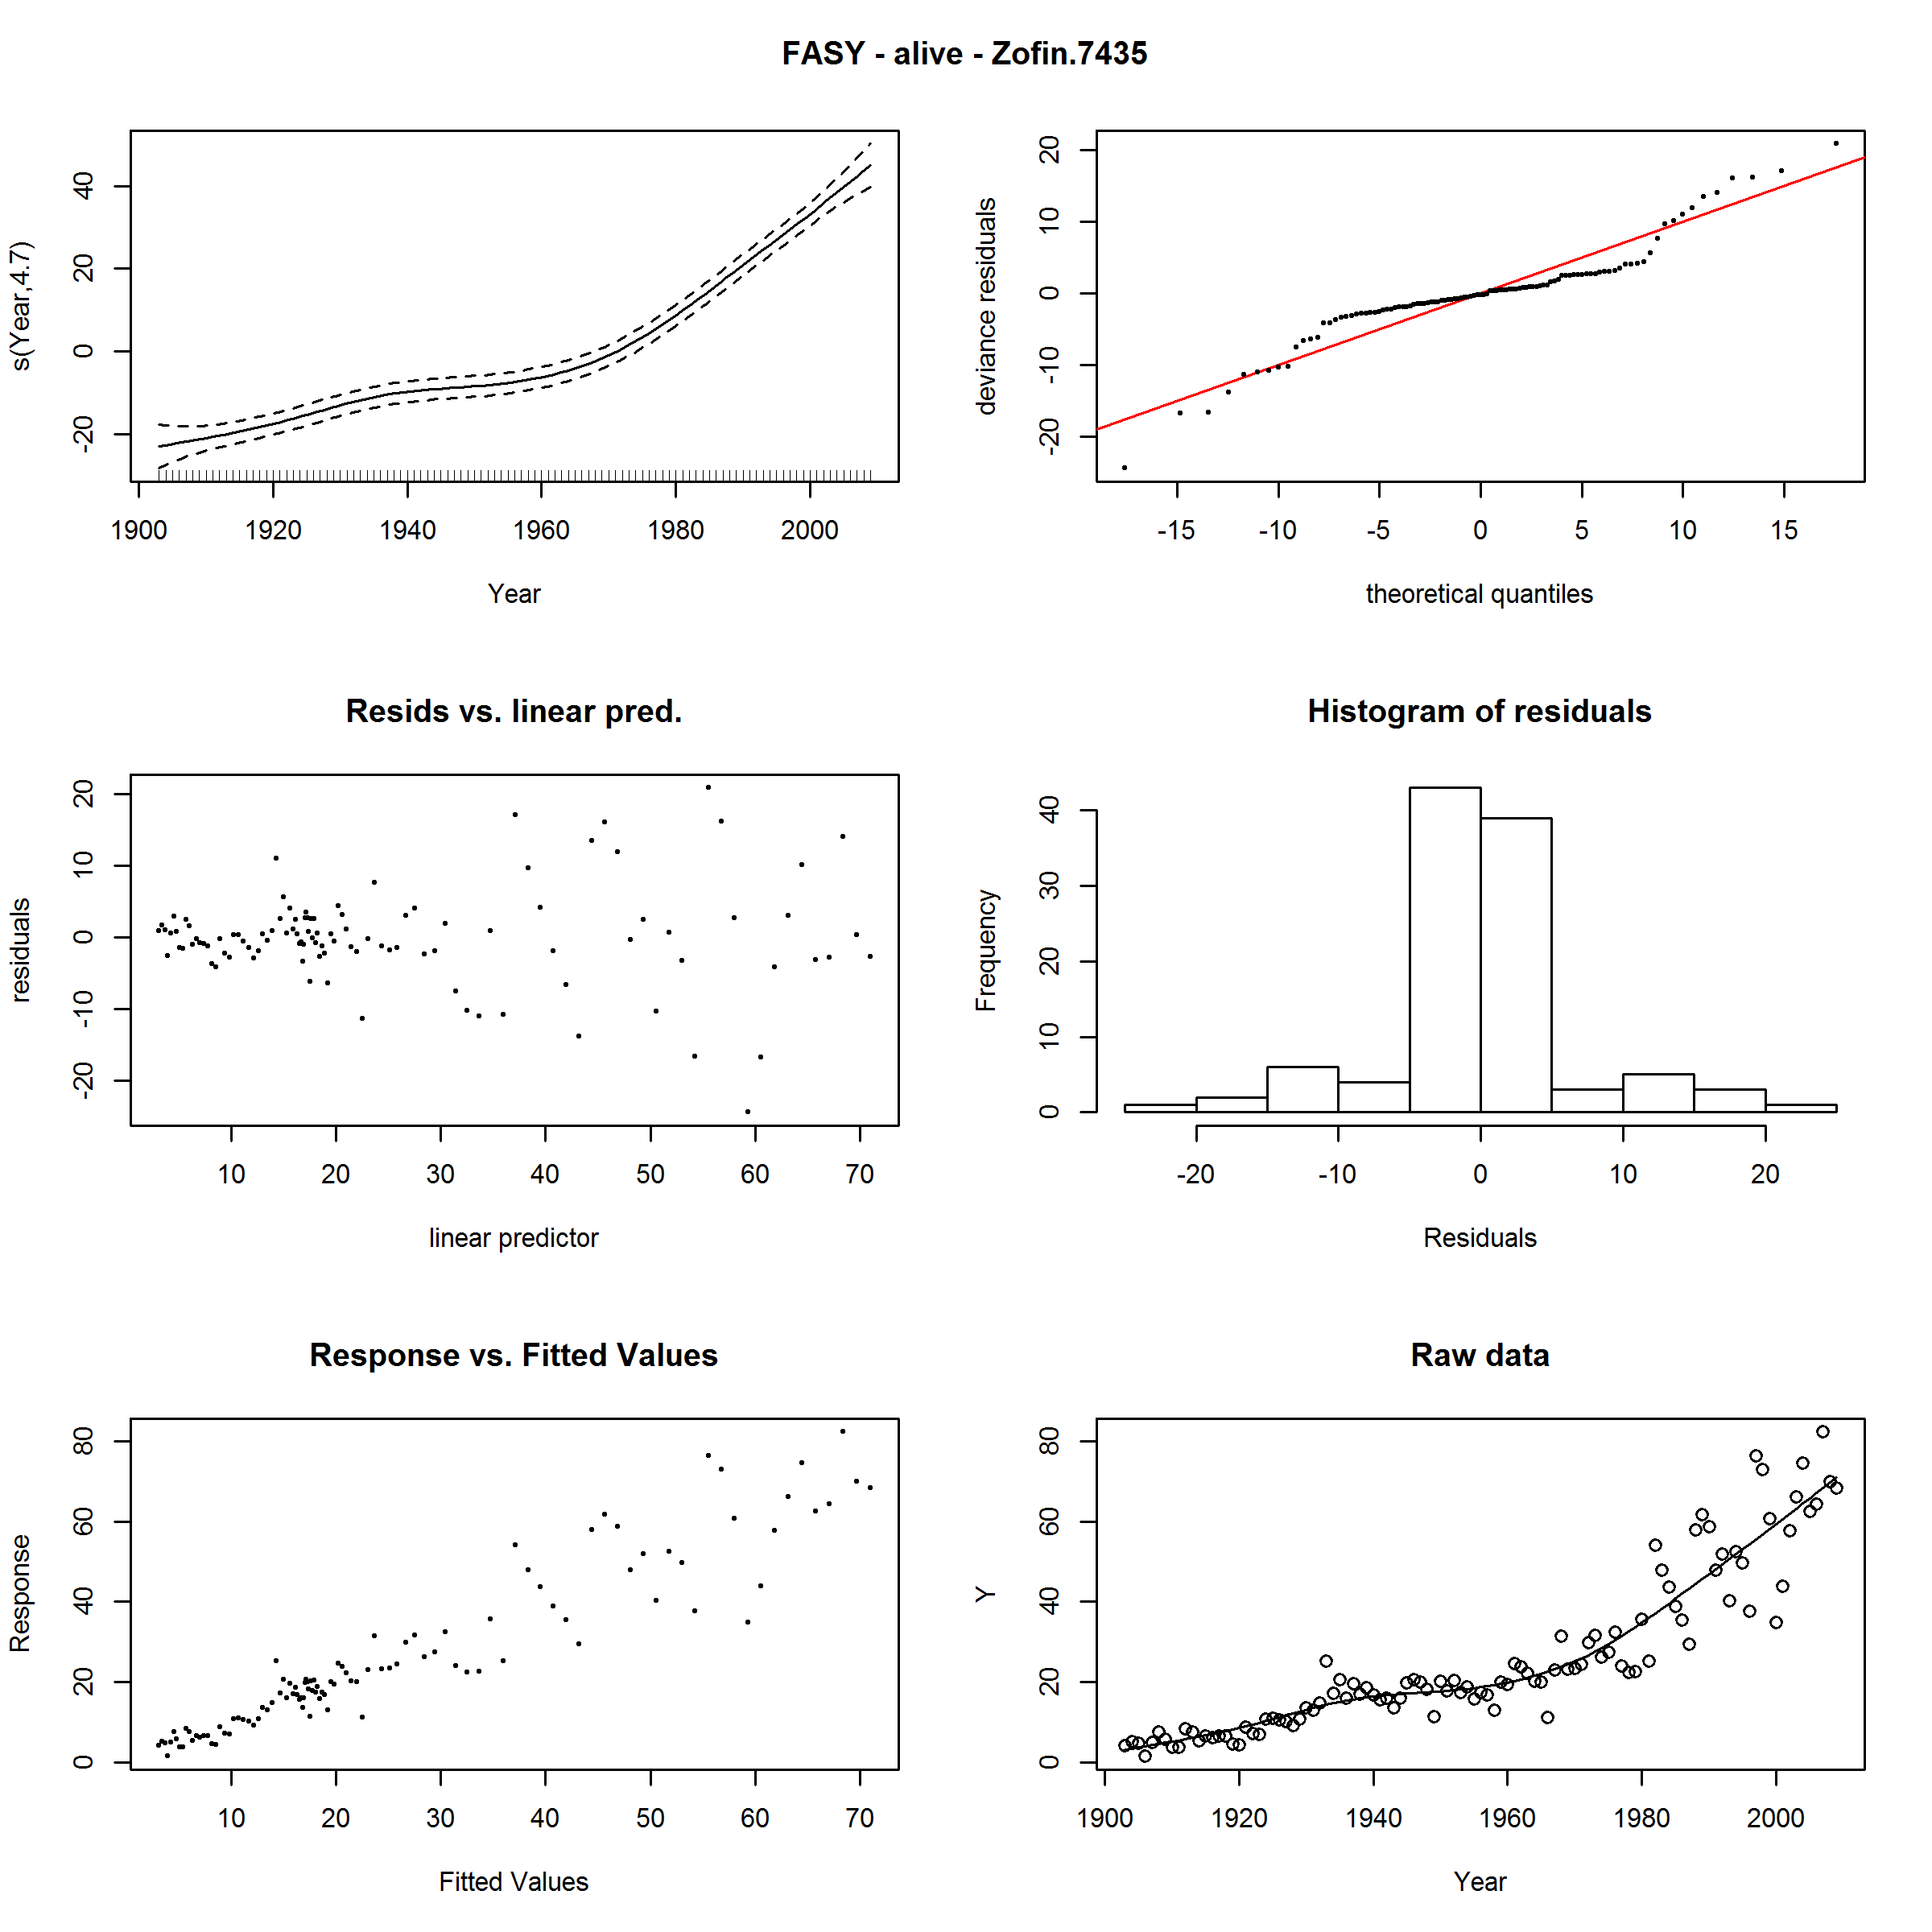 FASY - alive - Zofin.7435
s(Year,4.7)
-20 0 20 40
1900 1920 1940 1960 1980 2000
Year
deviance residuals
-20 -10 0 10 20
-15 -10 -5 0 5 10 15
theoretical quantiles
Resids vs. linear pred.
residuals
-20 -10 0 10 20
10 20 30 40 50 60 70
linear predictor
Histogram of residuals
Frequency
0 10 20 30 40
-20 -10 0 10 20
Residuals
Response vs. Fitted Values
Response
0 20 40 60 80
10 20 30 40 50 60 70
Fitted Values
Raw data
Y
0 20 40 60 80
1900 1920 1940 1960 1980 2000
Year